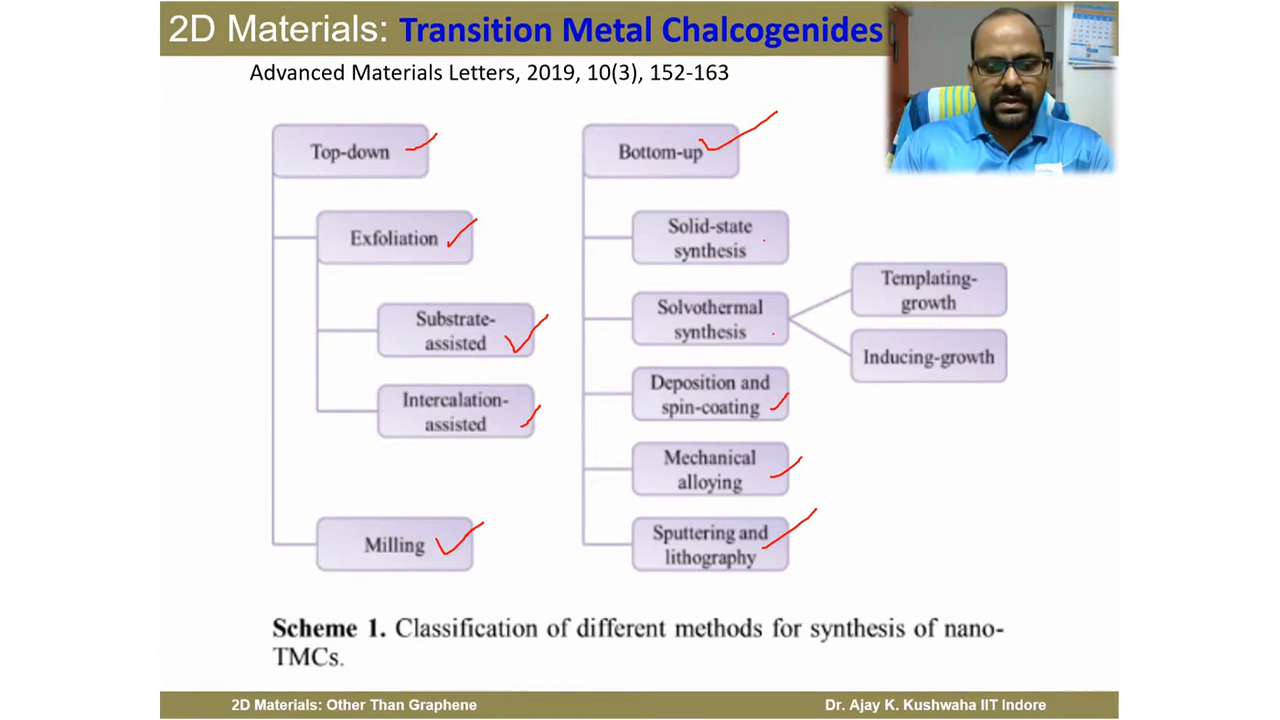 2D Materials: Transition Metal Chalcogenides
Advanced Materials Letters, 2019, 10(3), 152-163
Top-down
Exfoliation
Substrate-
assisted
Intercalation-
assisted
Milling
Bottom-up
Solid-state
synthesis
Solvothermal
synthesis
Templating-
growth
Inducing-growth
Deposition and
spin-coating
Mechanical
alloying
Sputtering and
lithography
Scheme 1. Classification of different methods for synthesis of nano-
TMCs.
2D Materials: Other Than Graphene
Dr. Ajay K. Kushwaha IIT Indore